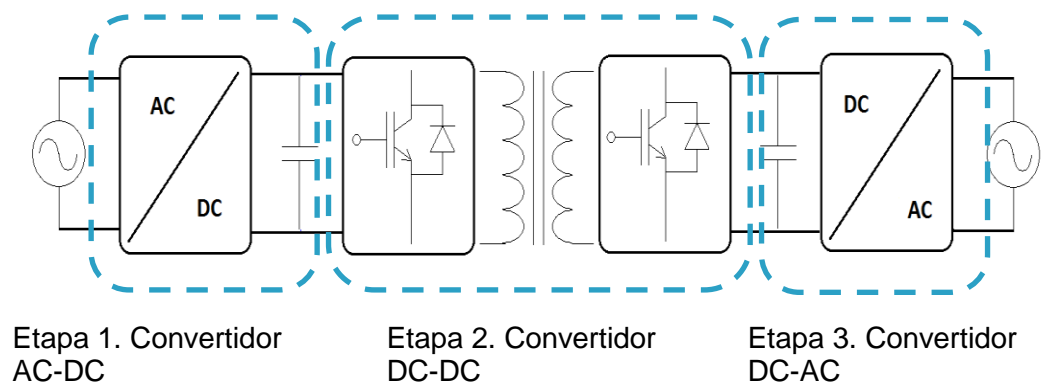 AC
DC
DC
AC
Etapa 1. Convertidor
AC-DC
Etapa 2. Convertidor
DC-DC
Etapa 3. Convertidor
DC-AC